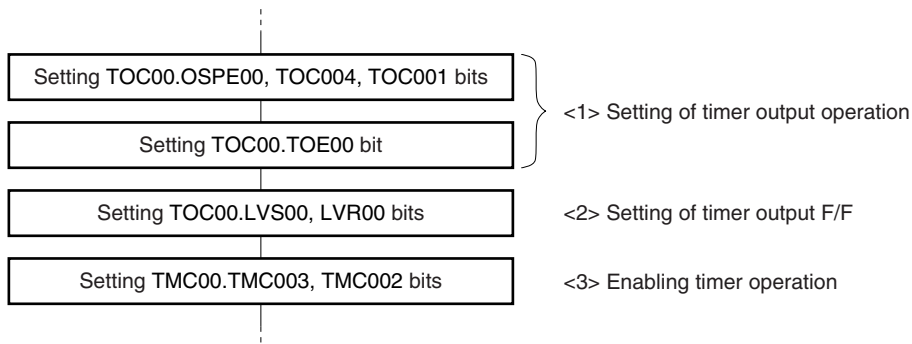 Setting TOC00.OSPE00, TOC004, TOC001 bits
<1> Setting of timer output operation
Setting TOC00.TOE00 bit
Setting TOC00.LVS00, LVR00 bits
<2> Setting of timer output F/F
Setting TMC00.TMC003, TMC002 bits
<3> Enabling timer operation